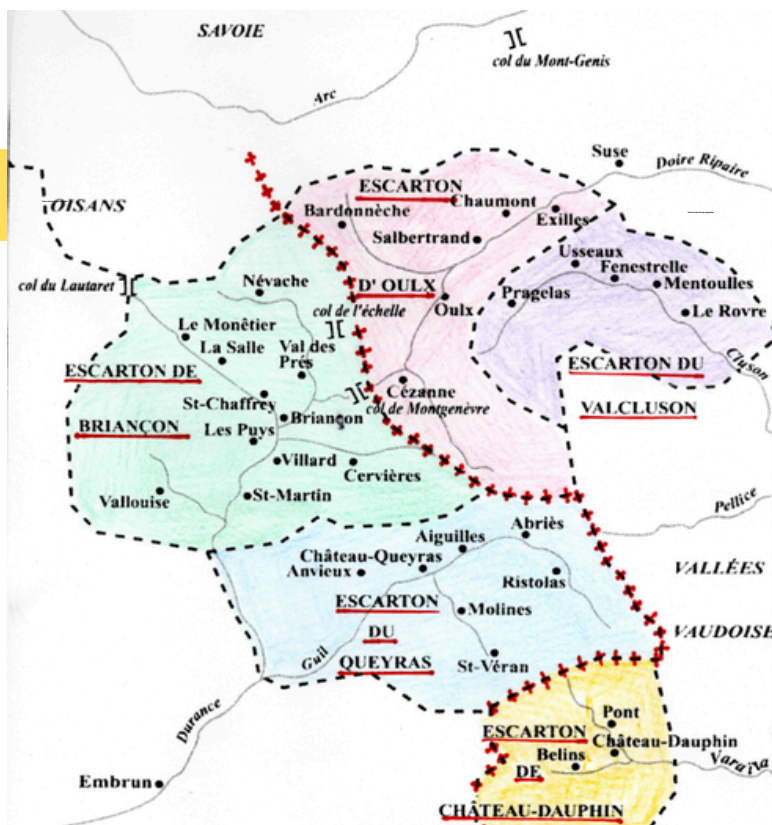 SAVOIE
col du Mont-Genis
Arc
Suse
Doire Ripaire
OISANS
ESCARTON
Chaumont
Bardonnèche
Exilles
Salbertrand
Usseaux
Fenestrelle
Névache
col du Lautaret
D' OULX
Mentoulles
Pragelas
Oulx
col de l'échelle
Le Rovre
Le Monêtier
Val des
Prés
La Salle
ESCARTON DE
ESCARTON DU
Cluson
Cézanne
St-Chaffrey
col de Montgenèvre
VALCLUSON
BRIANÇON
Briançon
Les Puys
Villard
Cervières
Vallouise
St-Martin
Pellice
Abriès
Aiguilles
Château-Queyras
VALLÉES
Anvieux
Ristolas
ESCARTON
Molines
VAUDOISE
DU
Guil
St-Véran
QUEYRAS
Durance
Pont
ESCARTON
Château-Dauphin
Belins
Varaïta
DE
Embrun
CHÂTEAU-DAUPHIN